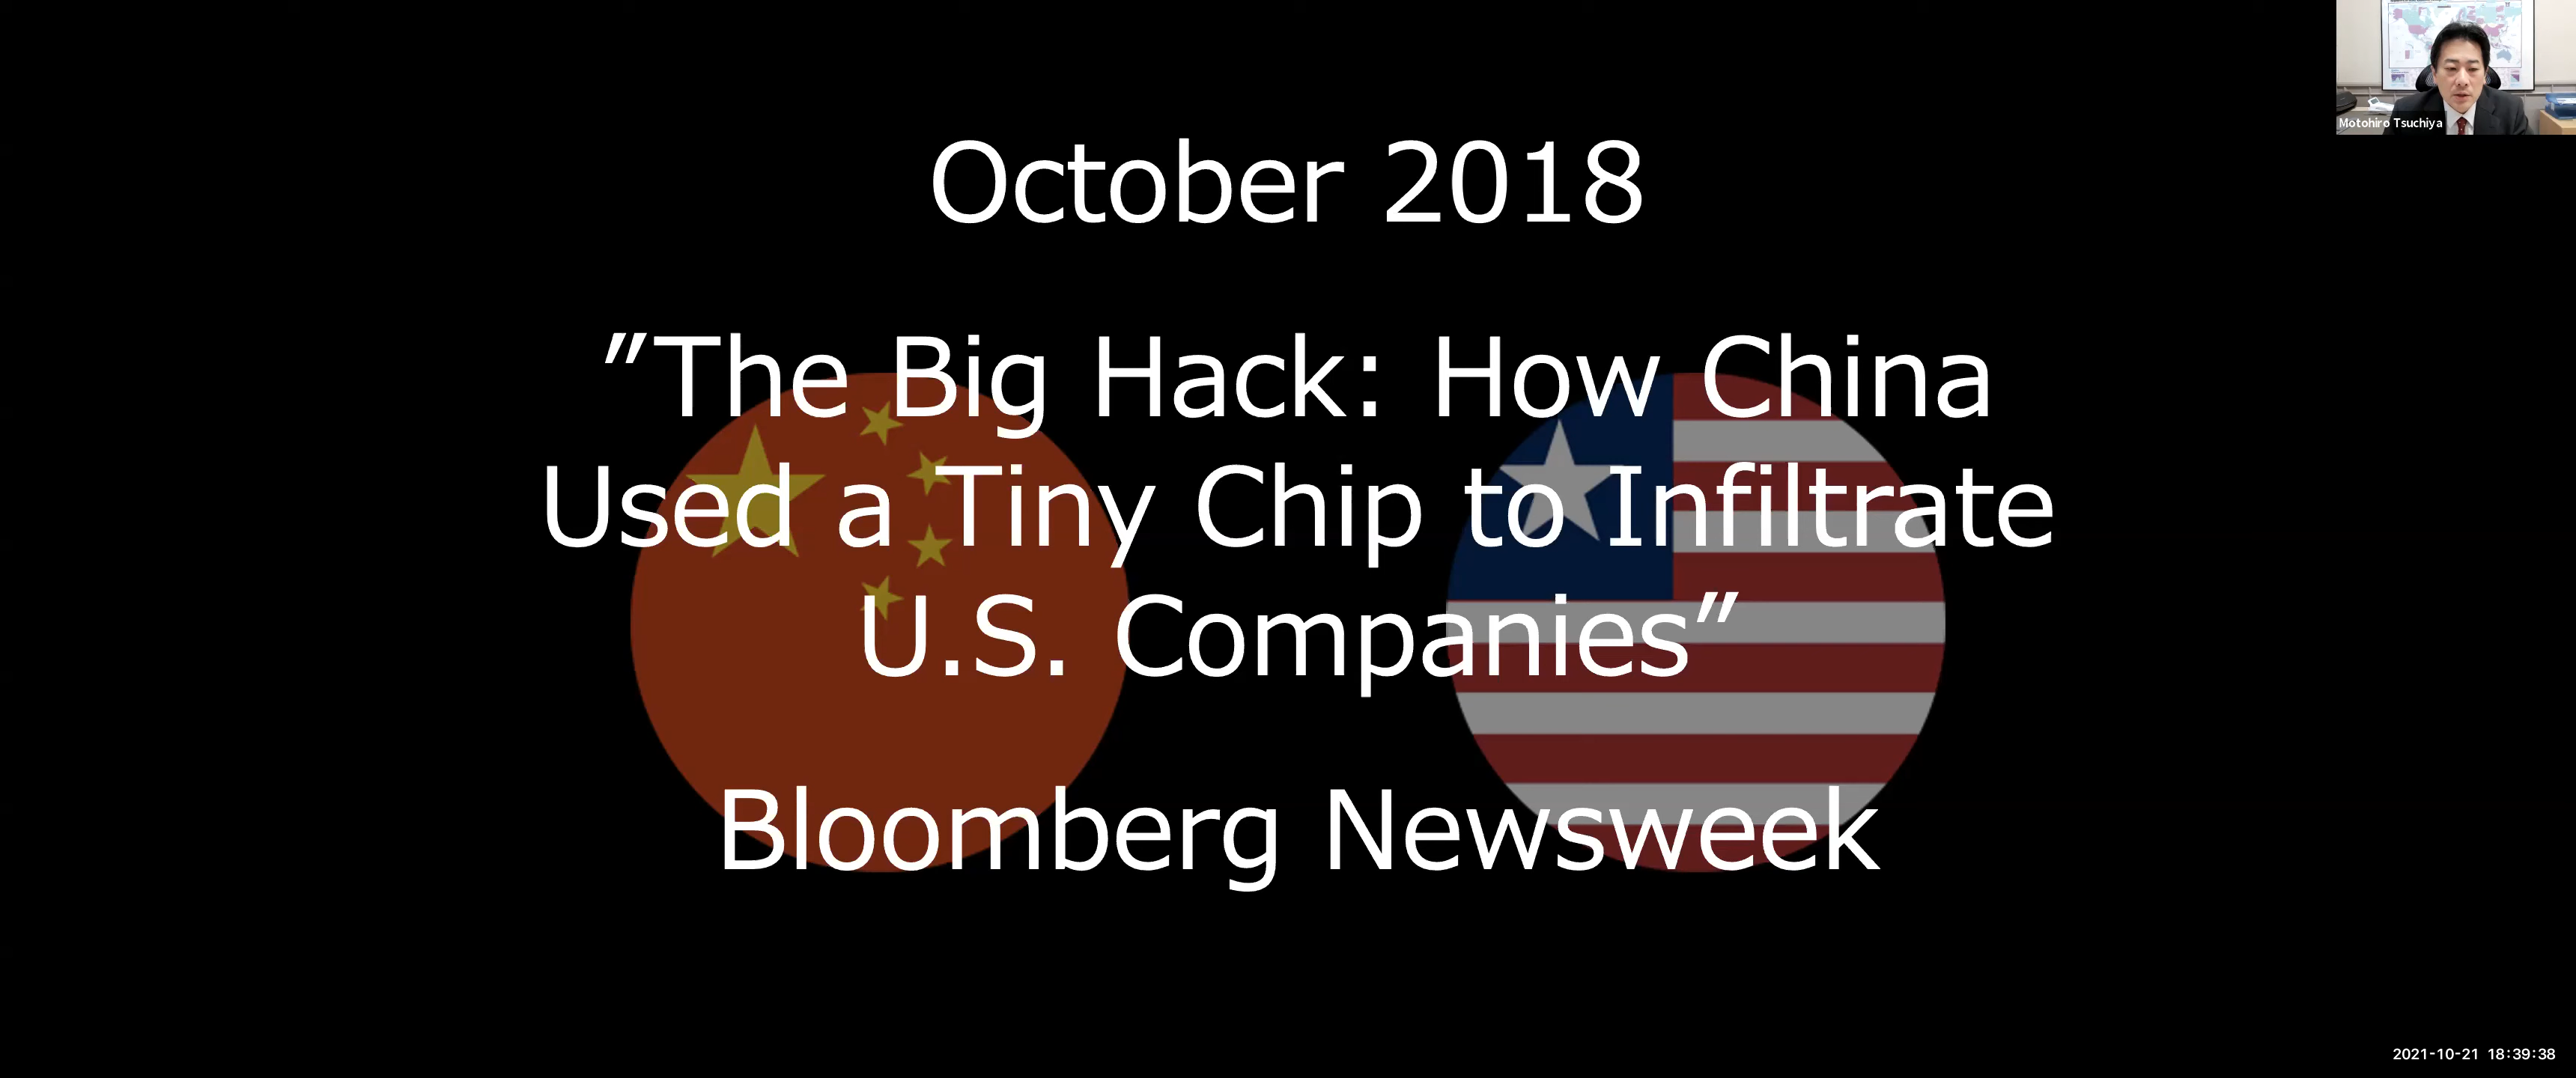 October 2018
”The Big Hack: How China
Used a Tiny Chip to Infiltrate
U.S. Companies”
Bloomberg Newsweek
Motohiro Tsuchiya
2021-10-21 18:39:38